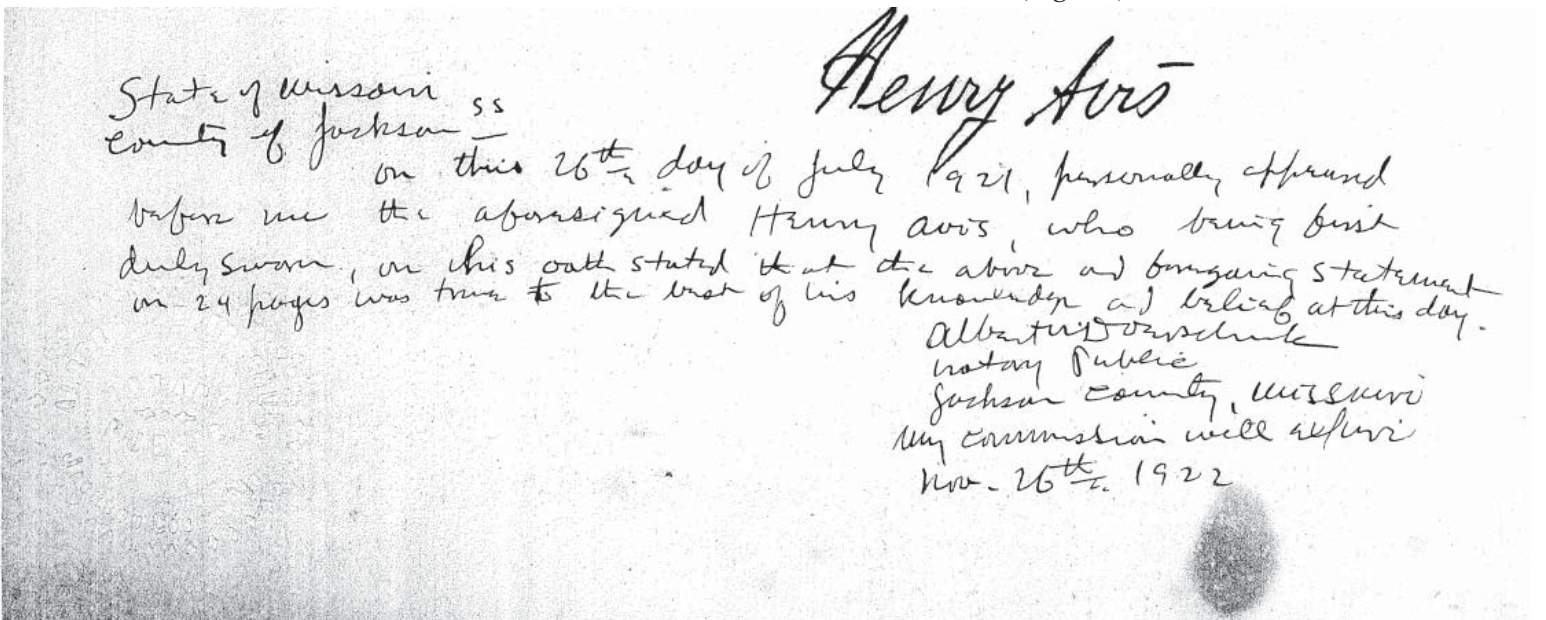 Henry Avis
State of Missouri ss
County of Jackson
on this 26th day of July 1921, personally appeared
before me the aforesigned Henry Avis, who being first
duly sworn, on his oath stated that the above and foregoing statement
on 24 pages was true to the best of his knowledge and belief at this day.
Notary Public
Jackson County, Missouri
My commission will expire
Nov. 26th 1922